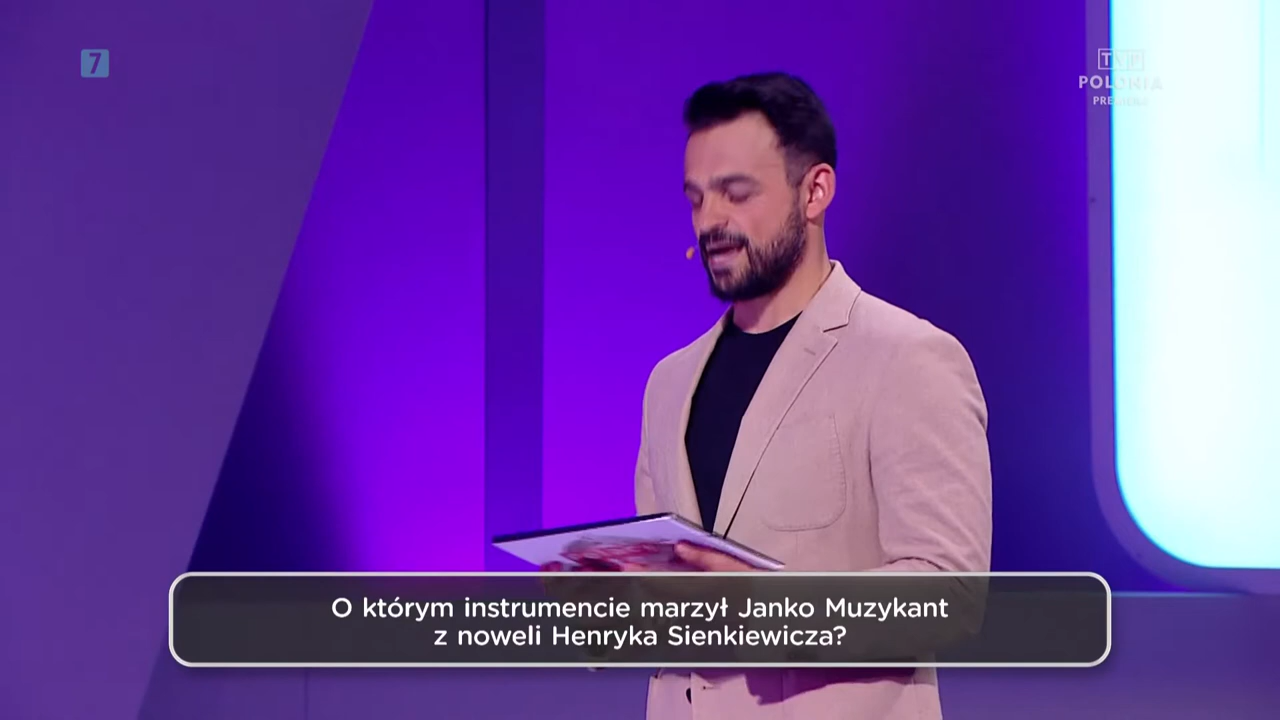 7
TVP
POLONIA
PREMIERA
O którym instrumencie marzył Janko Muzykant
z noweli Henryka Sienkiewicza?